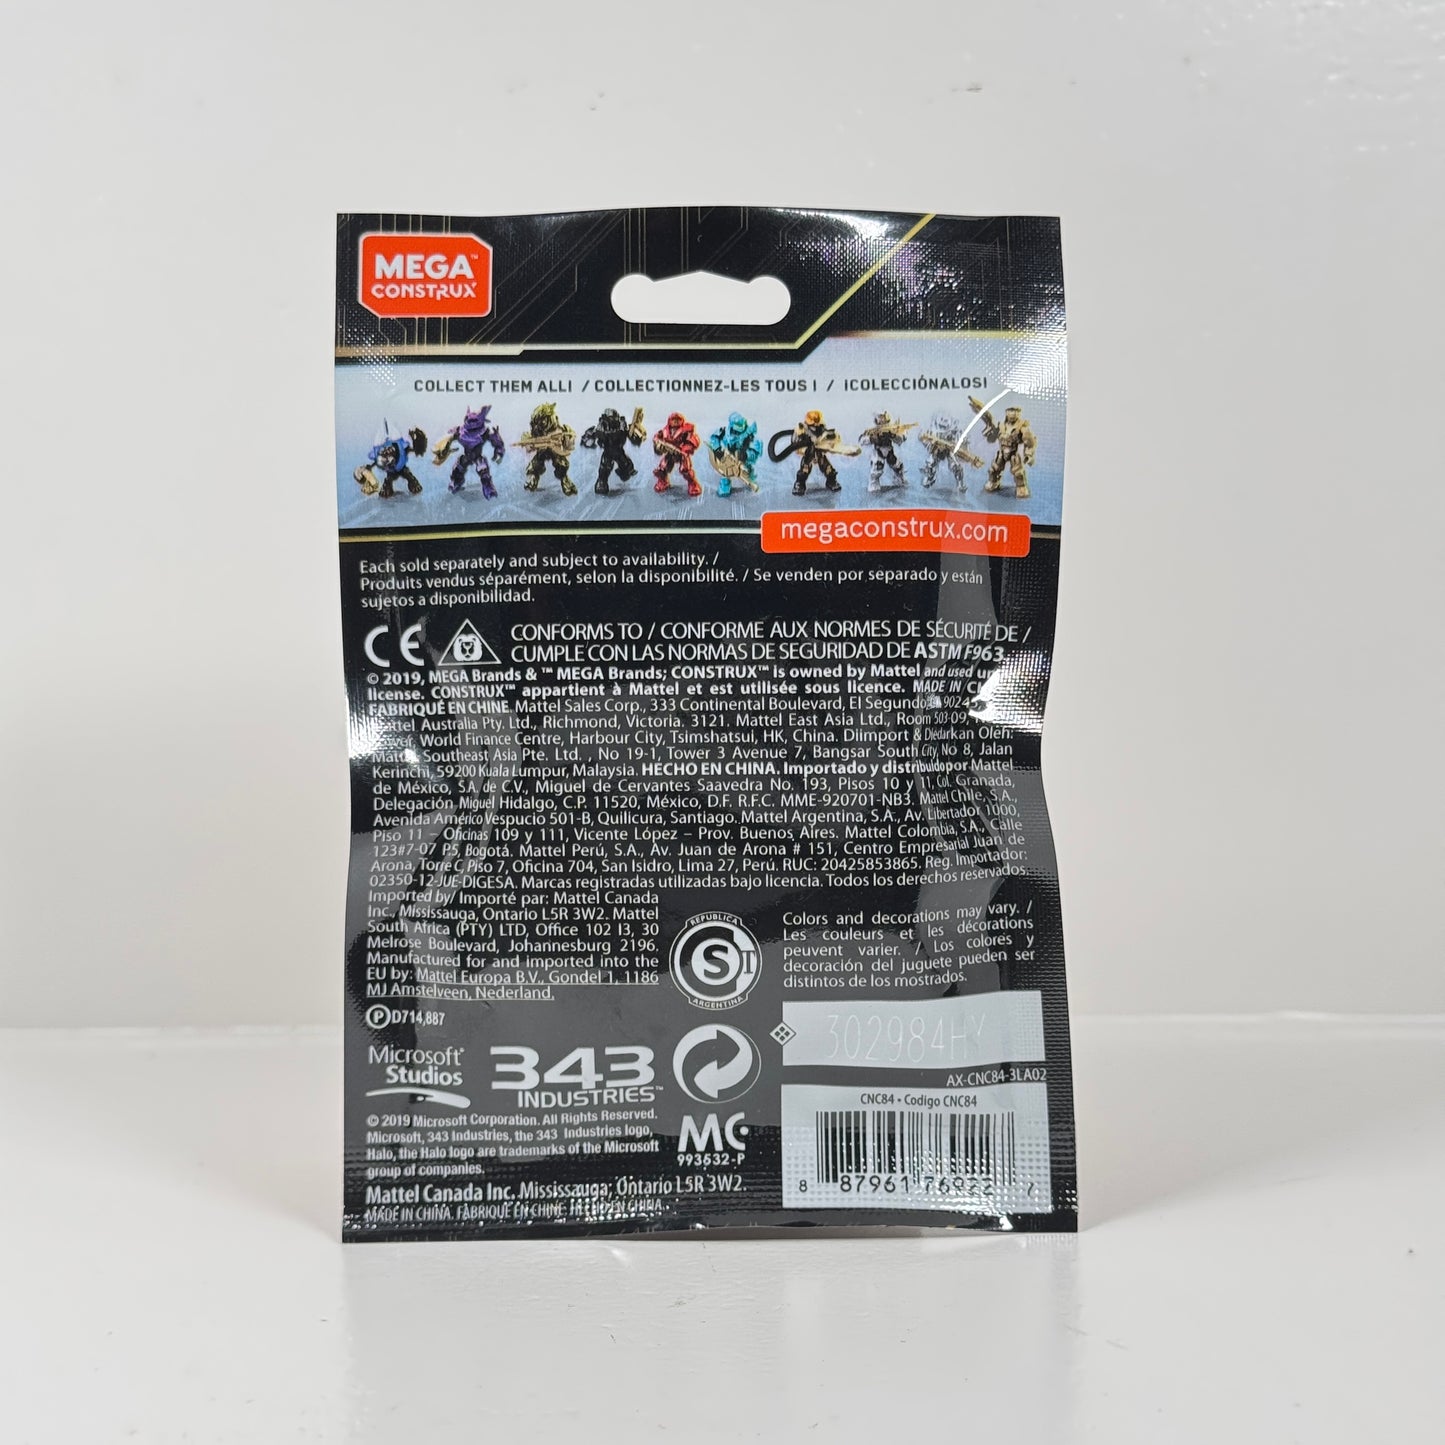 MEGA™
CONSTRUX
COLLECT THEM ALL! / COLLECTIONNEZ-LES TOUS ! / ¡COLECCIÓNALOS!
megaconstrux.com
Each sold separately and subject to availability. /
Produits vendus séparément, selon la disponibilité. / Se venden por separado y están
sujetos a disponibilidad.
CE
CONFORMS TO / CONFORME AUX NORMES DE SÉCURITÉ DE /
CUMPLE CON LAS NORMAS DE SEGURIDAD DE ASTM F963.
© 2019, MEGA Brands & ™ MEGA Brands; CONSTRUX™ is owned by Mattel and used
license. CONSTRUX™ appartient à Mattel et est utilisée sous licence. MADE IN
FABRIQUÉ EN CHINE. Mattel Sales Corp., 333 Continental Boulevard, El Segundo,
Australia Pty. Ltd., Richmond, Victoria. 3121. Mattel East Asia Ltd., Room 503-09,
World Finance Centre, Harbour City, Tsimshatsui, HK, China. Diimport & Diedarkan Oleh:
Southeast Asia Pte. Ltd. , No 19-1, Tower 3 Avenue 7, Bangsar South City, No 8, Jalan
Kerinchi, 59200 Kuala Lumpur, Malaysia. HECHO EN CHINA. Importado y distribuido por Mattel
de México, S.A. de C.V., Miguel de Cervantes Saavedra No. 193, Pisos 10 y 11, Col. Granada,
Delegación Miguel Hidalgo, C.P. 11520, México, D.F. R.F.C. MME-920701-NB3. Mattel Chile, S.A.,
Avenida Américo Vespucio 501-B, Quilicura, Santiago. Mattel Argentina, S.A., Av. Libertador 1000,
Piso 11 – Oficinas 109 y 111, Vicente López – Prov. Buenos Aires. Mattel Colombia, S.A., Calle
123#7-07 P.5, Bogotá. Mattel Perú, S.A., Av. Juan de Arona # 151, Centro Empresarial Juan de
Arona, Torre C, Piso 7, Oficina 704, San Isidro, Lima 27, Perú. RUC: 20425853865. Reg. Importador:
02350-12-JUE-DIGESA. Marcas registradas utilizadas bajo licencia. Todos los derechos reservados.
Imported by/ Importé par: Mattel Canada
Inc., Mississauga, Ontario L5R 3W2. Mattel
South Africa (PTY) LTD, Office 102 I3, 30
Melrose Boulevard, Johannesburg 2196.
Manufactured for and imported into the
EU by: Mattel Europa B.V., Gondel 1, 1186
MJ Amstelveen, Nederland.
REPUBLICA
S
ARGENTINA
Colors and decorations may vary. /
Les couleurs et les décorations
peuvent varier. / Los colores y
decoración del juguete pueden ser
distintos de los mostrados.
Ⓟ D714,887
302984HY
AX-CNC84-3LA02
Microsoft®
Studios
343
INDUSTRIES™
MC
993532-P
© 2019 Microsoft Corporation. All Rights Reserved.
Microsoft, 343 Industries, the 343 Industries logo,
Halo, the Halo logo are trademarks of the Microsoft
group of companies.
Mattel Canada Inc. Mississauga, Ontario L5R 3W2.
MADE IN CHINA. FABRIQUÉ EN CHINE. HECHO EN CHINA.
CNC84 • Codigo CNC84
8 87961 76922 7